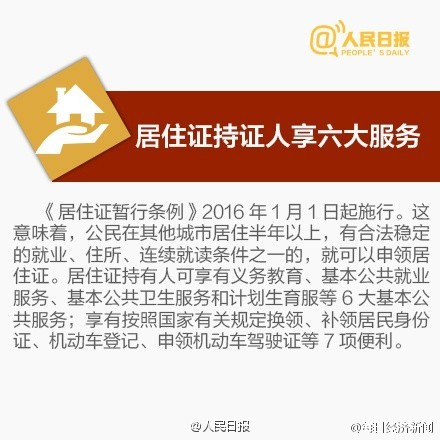 @人民日报
PEOPLE'S DAILY
居住证持证人享六大服务
《居住证暂行条例》2016年1月1日起施行。这
意味着，公民在其他城市居住半年以上，有合法稳定
的就业、住所、连续就读条件之一的，就可以申领居
住证。居住证持有人可享有义务教育、基本公共就业
服务、基本公共卫生服务和计划生育服等6大基本公
共服务；享有按照国家有关规定换领、补领居民身份
证、机动车登记、申领机动车驾驶证等7项便利。
@人民日报
@每日经济新闻